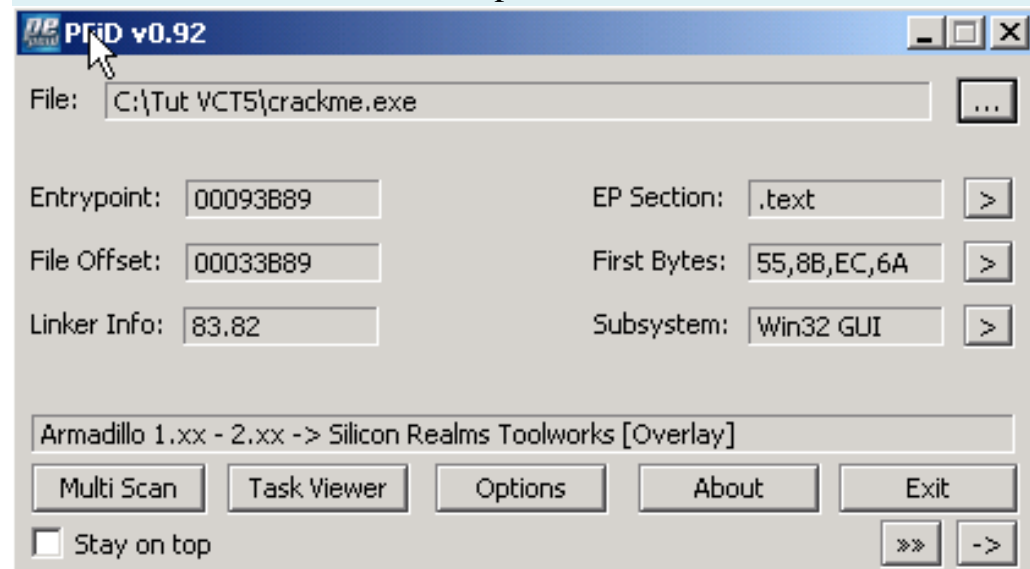 PEiD v0.92
File: C:\Tut VCT5\crackme.exe ...
Entrypoint: 00093B89 EP Section: .text >
File Offset: 00033B89 First Bytes: 55,8B,EC,6A >
Linker Info: 83.82 Subsystem: Win32 GUI >
Armadillo 1.xx - 2.xx -> Silicon Realms Toolworks [Overlay]
Multi Scan Task Viewer Options About Exit
Stay on top »» ->